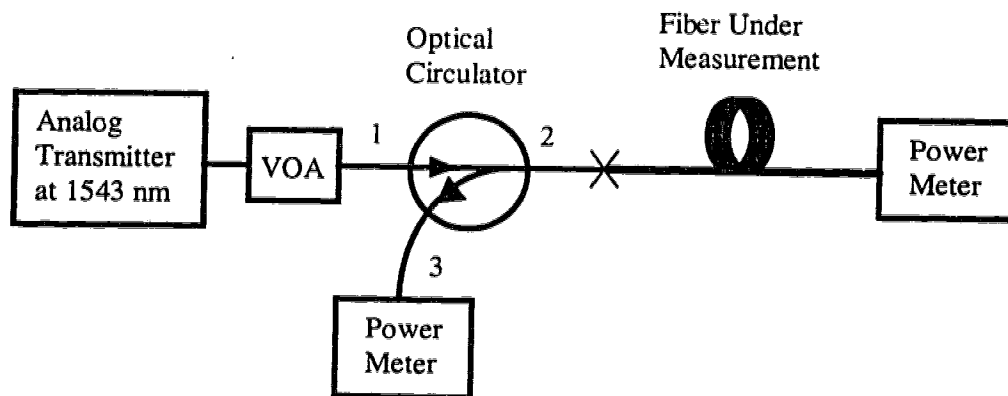 Optical
Circulator
Fiber Under
Measurement
Analog
Transmitter
at 1543 nm
VOA
1
2
3
Power
Meter
Power
Meter